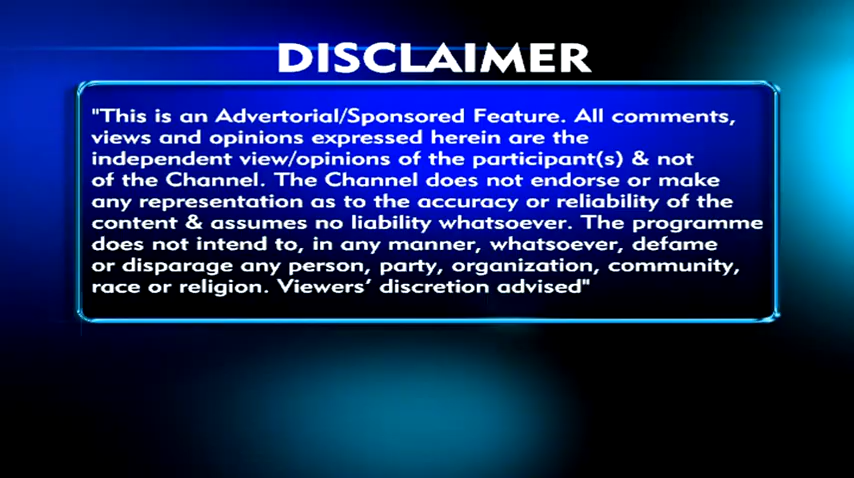 DISCLAIMER
"This is an Advertorial/Sponsored Feature. All comments,
views and opinions expressed herein are the
independent view/opinions of the participant(s) & not
of the Channel. The Channel does not endorse or make
any representation as to the accuracy or reliability of the
content & assumes no liability whatsoever. The programme
does not intend to, in any manner, whatsoever, defame
or disparage any person, party, organization, community,
race or religion. Viewers’ discretion advised"